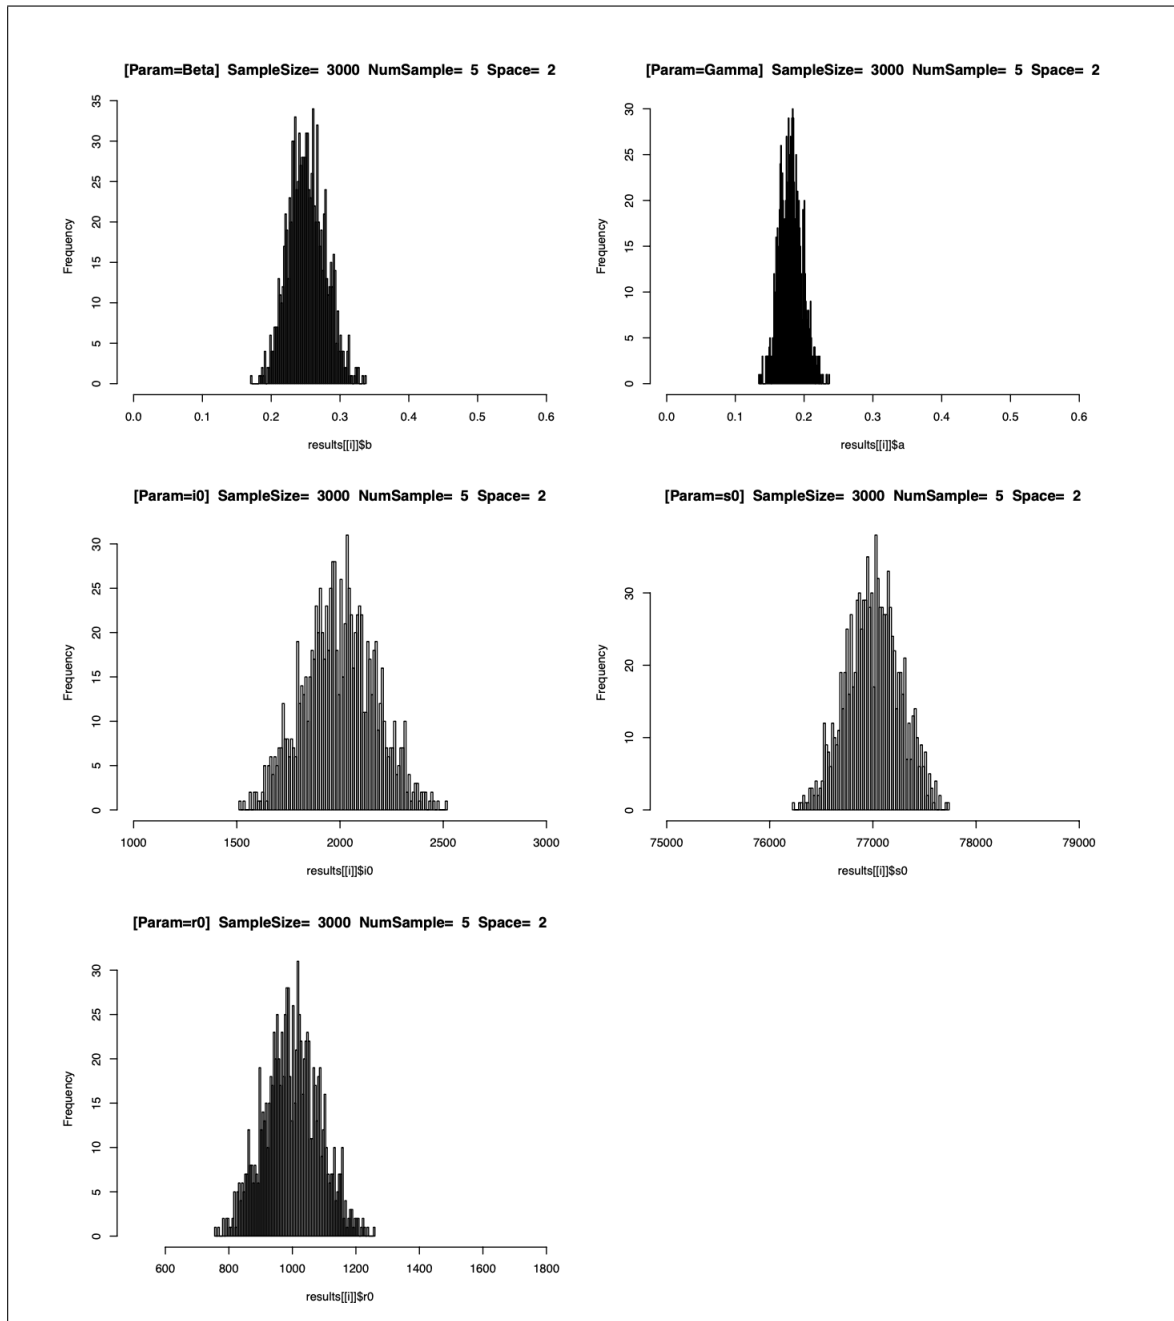 [Param=Beta] SampleSize= 3000 NumSample= 5 Space= 2
Frequency
35
30
25
20
15
10
5
0
0.0 0.1 0.2 0.3 0.4 0.5 0.6
results[[i]]$b
[Param=Gamma] SampleSize= 3000 NumSample= 5 Space= 2
Frequency
30
25
20
15
10
5
0
0.0 0.1 0.2 0.3 0.4 0.5 0.6
results[[i]]$a
[Param=i0] SampleSize= 3000 NumSample= 5 Space= 2
Frequency
30
25
20
15
10
5
0
1000 1500 2000 2500 3000
results[[i]]$i0
[Param=s0] SampleSize= 3000 NumSample= 5 Space= 2
Frequency
30
20
10
0
75000 76000 77000 78000 79000
results[[i]]$s0
[Param=r0] SampleSize= 3000 NumSample= 5 Space= 2
Frequency
30
25
20
15
10
5
0
600 800 1000 1200 1400 1600 1800
results[[i]]$r0